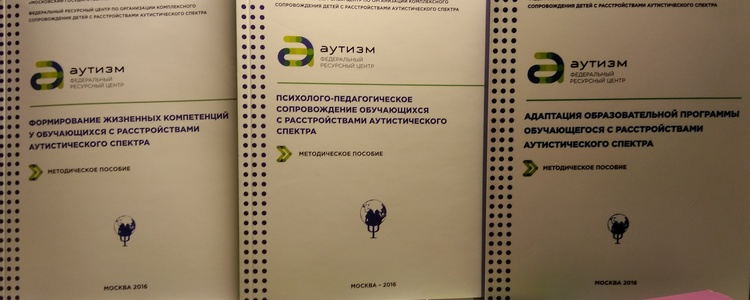 ФЕДЕРАЛЬНЫЙ РЕСУРСНЫЙ ЦЕНТР ПО ОРГАНИЗАЦИИ КОМПЛЕКСНОГО
СОПРОВОЖДЕНИЯ ДЕТЕЙ С РАССТРОЙСТВАМИ АУТИСТИЧЕСКОГО СПЕКТРА
аутизм
ФЕДЕРАЛЬНЫЙ
РЕСУРСНЫЙ ЦЕНТР
ФОРМИРОВАНИЕ ЖИЗНЕННЫХ КОМПЕТЕНЦИЙ
У ОБУЧАЮЩИХСЯ С РАССТРОЙСТВАМИ
АУТИСТИЧЕСКОГО СПЕКТРА
МЕТОДИЧЕСКОЕ ПОСОБИЕ
МОСКВА 2016
ЦЕНТР ПО ОРГАНИЗАЦИИ КОМПЛЕКСНОГО
СОПРОВОЖДЕНИЯ ДЕТЕЙ С РАССТРОЙСТВАМИ АУТИСТИЧЕСКОГО СПЕКТРА
аутизм
ФЕДЕРАЛЬНЫЙ
РЕСУРСНЫЙ ЦЕНТР
ПСИХОЛОГО-ПЕДАГОГИЧЕСКОЕ
СОПРОВОЖДЕНИЕ ОБУЧАЮЩИХСЯ
С РАССТРОЙСТВАМИ АУТИСТИЧЕСКОГО
СПЕКТРА
МЕТОДИЧЕСКОЕ ПОСОБИЕ
МОСКВА – 2016
СОПРОВОЖДЕНИЯ ДЕТЕЙ С РАССТРОЙСТВАМИ АУТИСТИЧЕСКОГО СПЕКТРА
аутизм
ФЕДЕРАЛЬНЫЙ
РЕСУРСНЫЙ ЦЕНТР
АДАПТАЦИЯ ОБРАЗОВАТЕЛЬНОЙ ПРОГРАММЫ
ОБУЧАЮЩЕГОСЯ С РАССТРОЙСТВАМИ
АУТИСТИЧЕСКОГО СПЕКТРА
МЕТОДИЧЕСКОЕ ПОСОБИЕ
МОСКВА 2016